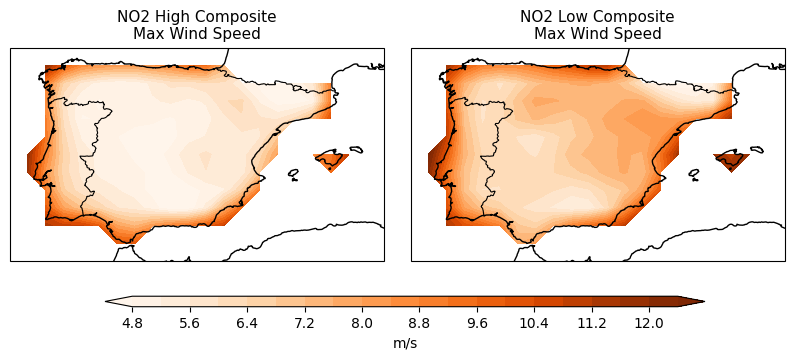 NO2 High Composite
Max Wind Speed
NO2 Low Composite
Max Wind Speed
4.8 5.6 6.4 7.2 8.0 8.8 9.6 10.4 11.2 12.0
m/s